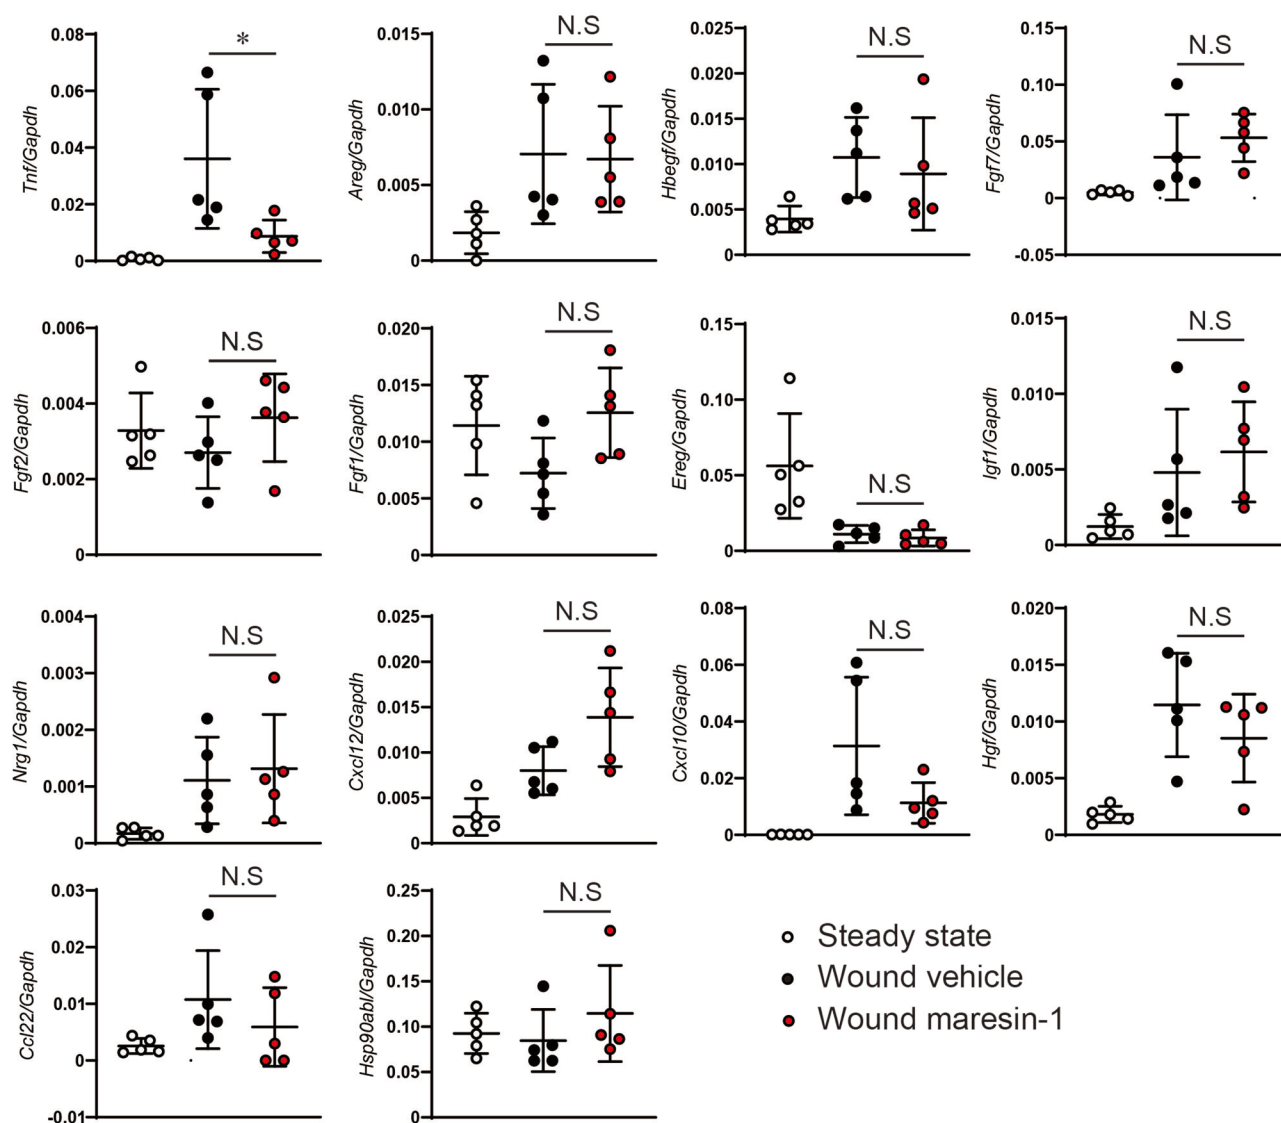 Tnf/Gapdh
0.08
0.06
0.04
0.02
0
*
Areg/Gapdh
0.015
0.010
0.005
0
N.S
Hbegf/Gapdh
0.025
0.020
0.015
0.010
0.005
0
N.S
Fgf7/Gapdh
0.15
0.10
0.05
0
-0.05
N.S
Fgf2/Gapdh
0.006
0.004
0.002
0
N.S
Fgf1/Gapdh
0.020
0.015
0.010
0.005
0
N.S
Ereg/Gapdh
0.15
0.10
0.05
0
N.S
Igf1/Gapdh
0.015
0.010
0.005
0
N.S
Nrg1/Gapdh
0.004
0.003
0.002
0.001
0
N.S
Cxcl12/Gapdh
0.025
0.020
0.015
0.010
0.005
0
N.S
Cxcl10/Gapdh
0.08
0.06
0.04
0.02
0
N.S
Hgf/Gapdh
0.020
0.015
0.010
0.005
0
N.S
Ccl22/Gapdh
0.03
0.02
0.01
0
-0.01
N.S
Hsp90abl/Gapdh
0.25
0.20
0.15
0.10
0.05
0
N.S
Steady state
Wound vehicle
Wound maresin-1